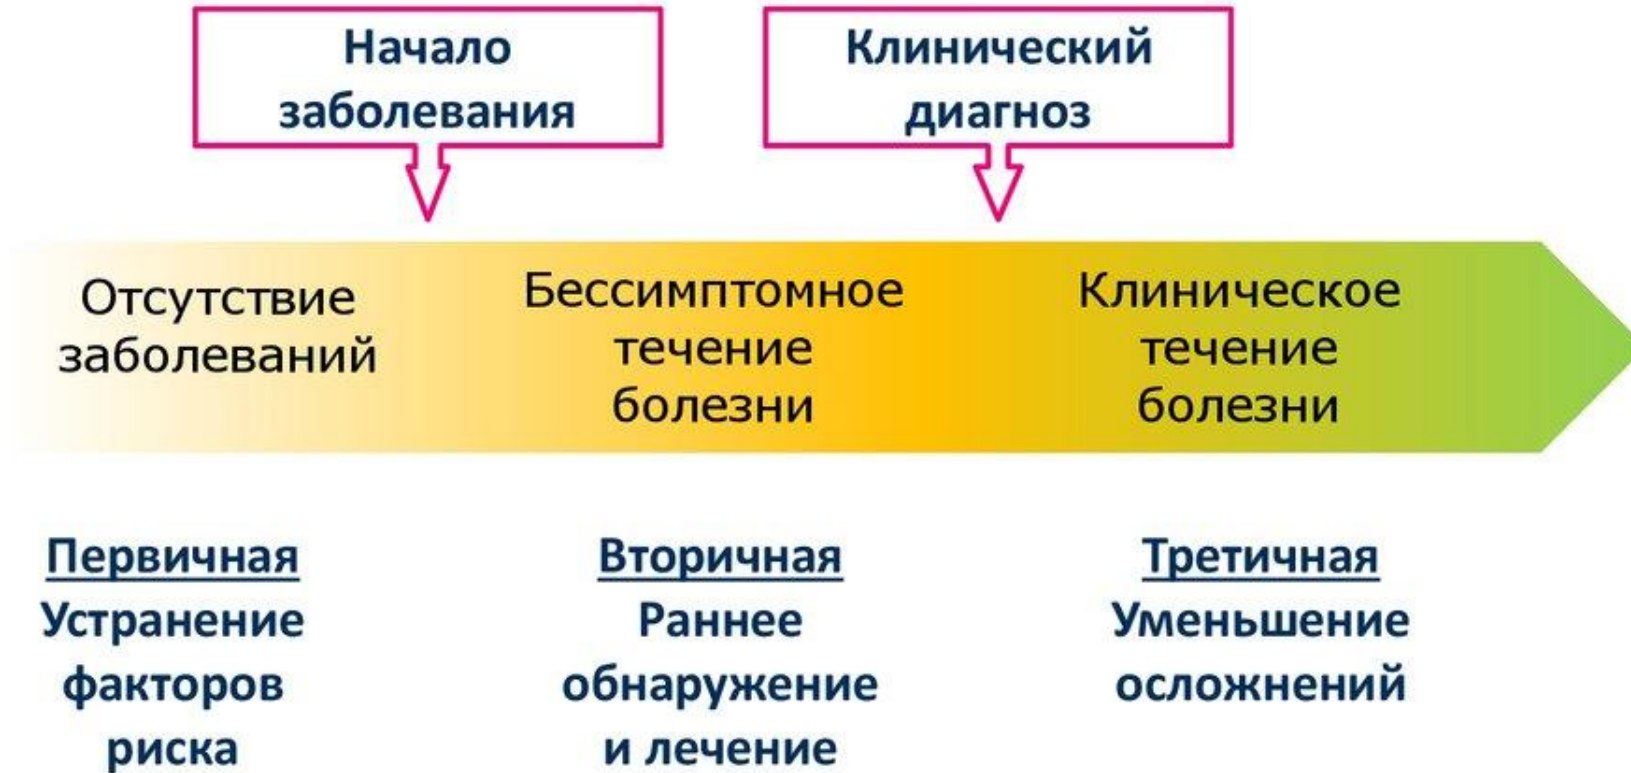 Начало
заболевания
Клинический
диагноз
Отсутствие
заболеваний
Бессимптомное
течение
болезни
Клиническое
течение
болезни
Первичная
Устранение
факторов
риска
Вторичная
Раннее
обнаружение
и лечение
Третичная
Уменьшение
осложнений